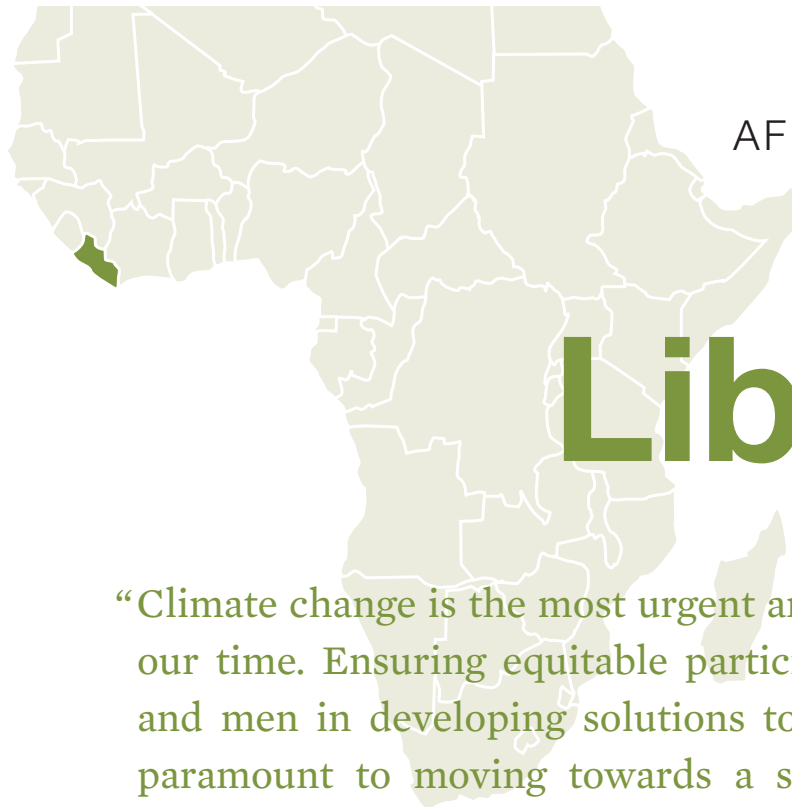 AF
Lib
“Climate change is the most urgent a
our time. Ensuring equitable partic
and men in developing solutions to
paramount to moving towards a s